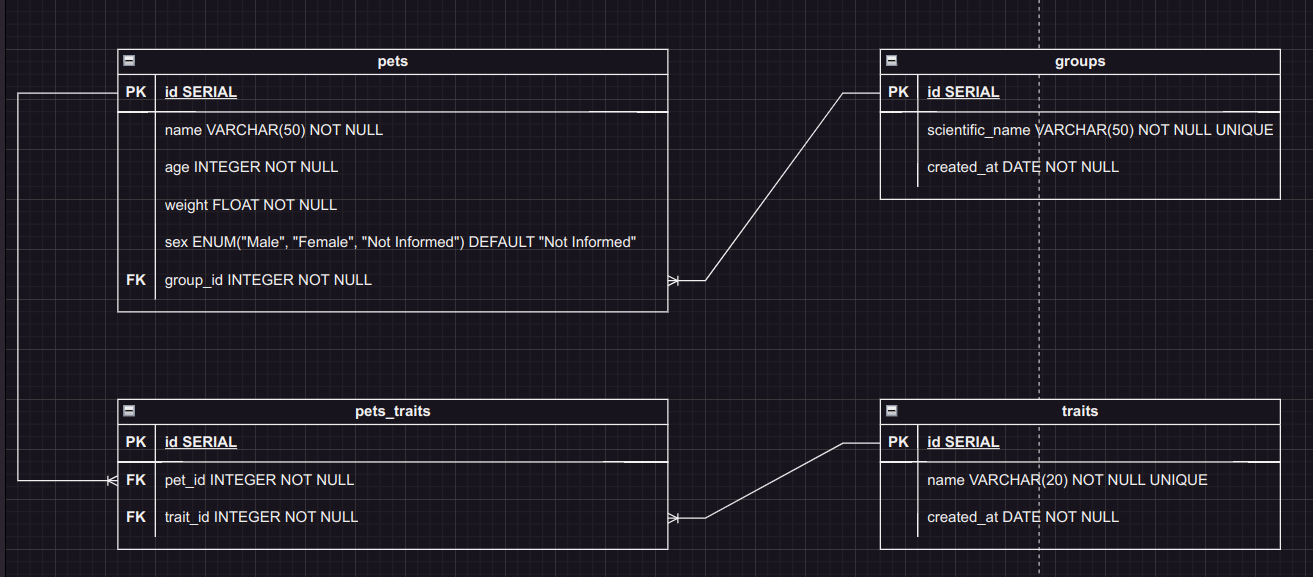 pets
PK id SERIAL
name VARCHAR(50) NOT NULL
age INTEGER NOT NULL
weight FLOAT NOT NULL
sex ENUM("Male", "Female", "Not Informed") DEFAULT "Not Informed"
FK group_id INTEGER NOT NULL
groups
PK id SERIAL
scientific_name VARCHAR(50) NOT NULL UNIQUE
created_at DATE NOT NULL
pets_traits
PK id SERIAL
FK pet_id INTEGER NOT NULL
FK trait_id INTEGER NOT NULL
traits
PK id SERIAL
name VARCHAR(20) NOT NULL UNIQUE
created_at DATE NOT NULL